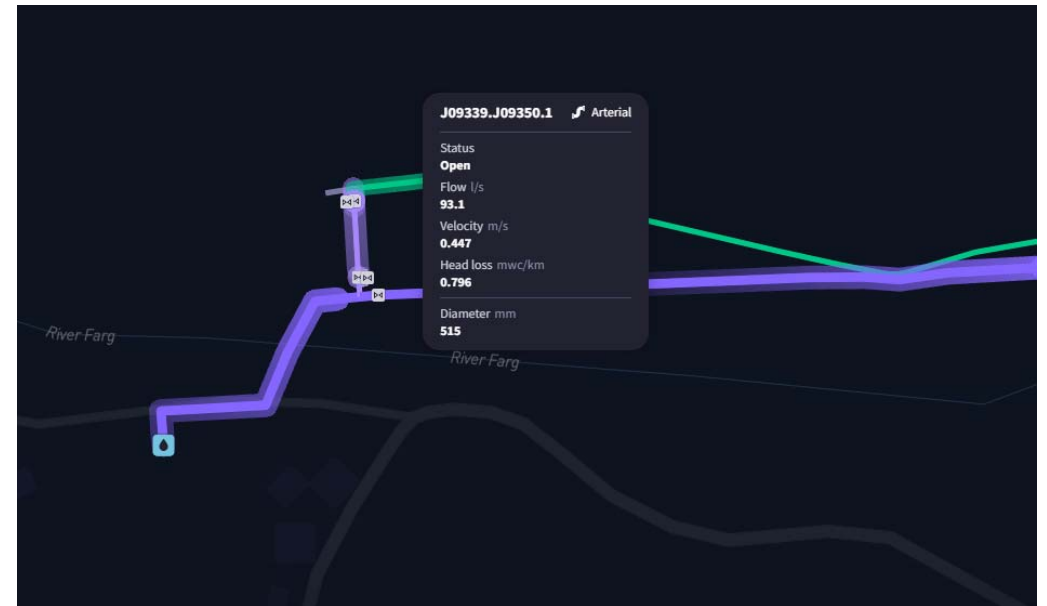 J09339.J09350.1 Arterial
Status
Open
Flow l/s
93.1
Velocity m/s
0.447
Head loss mwc/km
0.796
Diameter mm
515
River Farg
River Farg